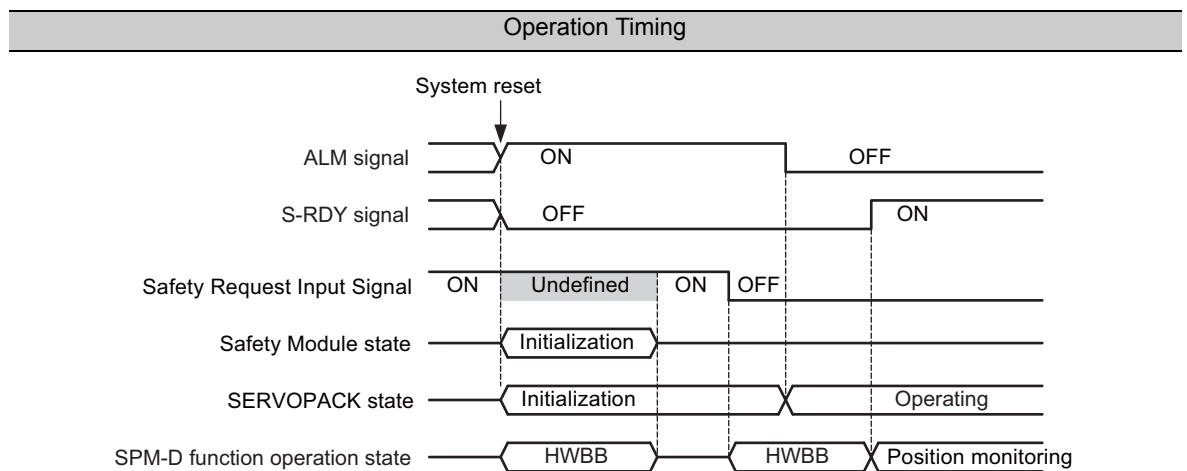 Operation Timing
System reset
ALM signal ON OFF
S-RDY signal OFF ON
Safety Request Input Signal ON Undefined ON OFF
Safety Module state Initialization
SERVOPACK state Initialization Operating
SPM-D function operation state HWBB HWBB Position monitoring